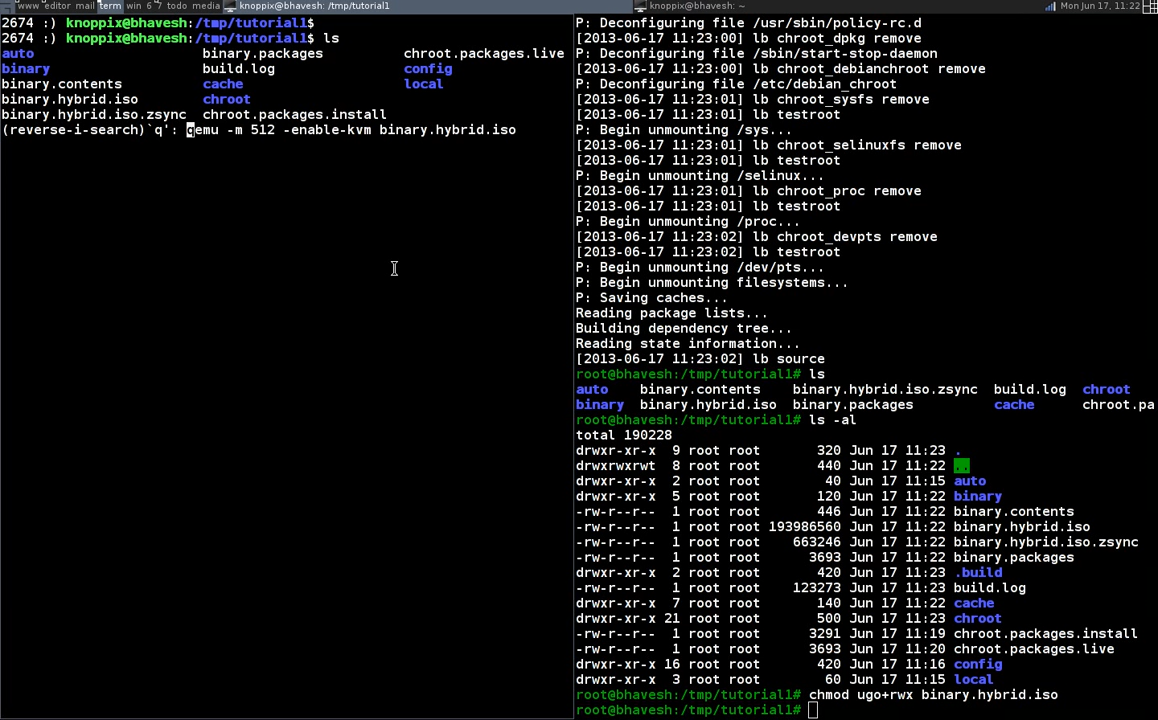 www editor mail term win 6 7 todo media knoppix@bhavesh: /tmp/tutorial1 knoppix@bhavesh: ~ Mon Jun 17, 11:22
2674 :) knoppix@bhavesh:/tmp/tutorial1$
2674 :) knoppix@bhavesh:/tmp/tutorial1$ ls
auto binary.packages chroot.packages.live
binary build.log config
binary.contents cache local
binary.hybrid.iso chroot
binary.hybrid.iso.zsync chroot.packages.install
(reverse-i-search)`q': qemu -m 512 -enable-kvm binary.hybrid.iso
P: Deconfiguring file /usr/sbin/policy-rc.d
[2013-06-17 11:23:00] lb chroot_dpkg remove
P: Deconfiguring file /sbin/start-stop-daemon
[2013-06-17 11:23:00] lb chroot_debianchroot remove
P: Deconfiguring file /etc/debian_chroot
[2013-06-17 11:23:01] lb chroot_sysfs remove
[2013-06-17 11:23:01] lb testroot
P: Begin unmounting /sys...
[2013-06-17 11:23:01] lb chroot_selinuxfs remove
[2013-06-17 11:23:01] lb testroot
P: Begin unmounting /selinux...
[2013-06-17 11:23:01] lb chroot_proc remove
[2013-06-17 11:23:01] lb testroot
P: Begin unmounting /proc...
[2013-06-17 11:23:02] lb chroot_devpts remove
[2013-06-17 11:23:02] lb testroot
P: Begin unmounting /dev/pts...
P: Begin unmounting filesystems...
P: Saving caches...
Reading package lists...
Building dependency tree...
Reading state information...
[2013-06-17 11:23:02] lb source
root@bhavesh:/tmp/tutorial1# ls
auto binary.contents binary.hybrid.iso.zsync build.log chroot
binary binary.hybrid.iso binary.packages cache chroot.pa
root@bhavesh:/tmp/tutorial1# ls -al
total 190228
drwxr-xr-x 9 root root 320 Jun 17 11:23 .
drwxrwxrwt 8 root root 440 Jun 17 11:22 ..
drwxr-xr-x 2 root root 40 Jun 17 11:15 auto
drwxr-xr-x 5 root root 120 Jun 17 11:22 binary
-rw-r--r-- 1 root root 446 Jun 17 11:22 binary.contents
-rw-r--r-- 1 root root 193986560 Jun 17 11:22 binary.hybrid.iso
-rw-r--r-- 1 root root 663246 Jun 17 11:22 binary.hybrid.iso.zsync
-rw-r--r-- 1 root root 3693 Jun 17 11:22 binary.packages
drwxr-xr-x 2 root root 420 Jun 17 11:23 .build
-rw-r--r-- 1 root root 123273 Jun 17 11:23 build.log
drwxr-xr-x 7 root root 140 Jun 17 11:22 cache
drwxr-xr-x 21 root root 500 Jun 17 11:23 chroot
-rw-r--r-- 1 root root 3291 Jun 17 11:19 chroot.packages.install
-rw-r--r-- 1 root root 3693 Jun 17 11:20 chroot.packages.live
drwxr-xr-x 16 root root 420 Jun 17 11:16 config
drwxr-xr-x 3 root root 60 Jun 17 11:15 local
root@bhavesh:/tmp/tutorial1# chmod ugo+rwx binary.hybrid.iso
root@bhavesh:/tmp/tutorial1#